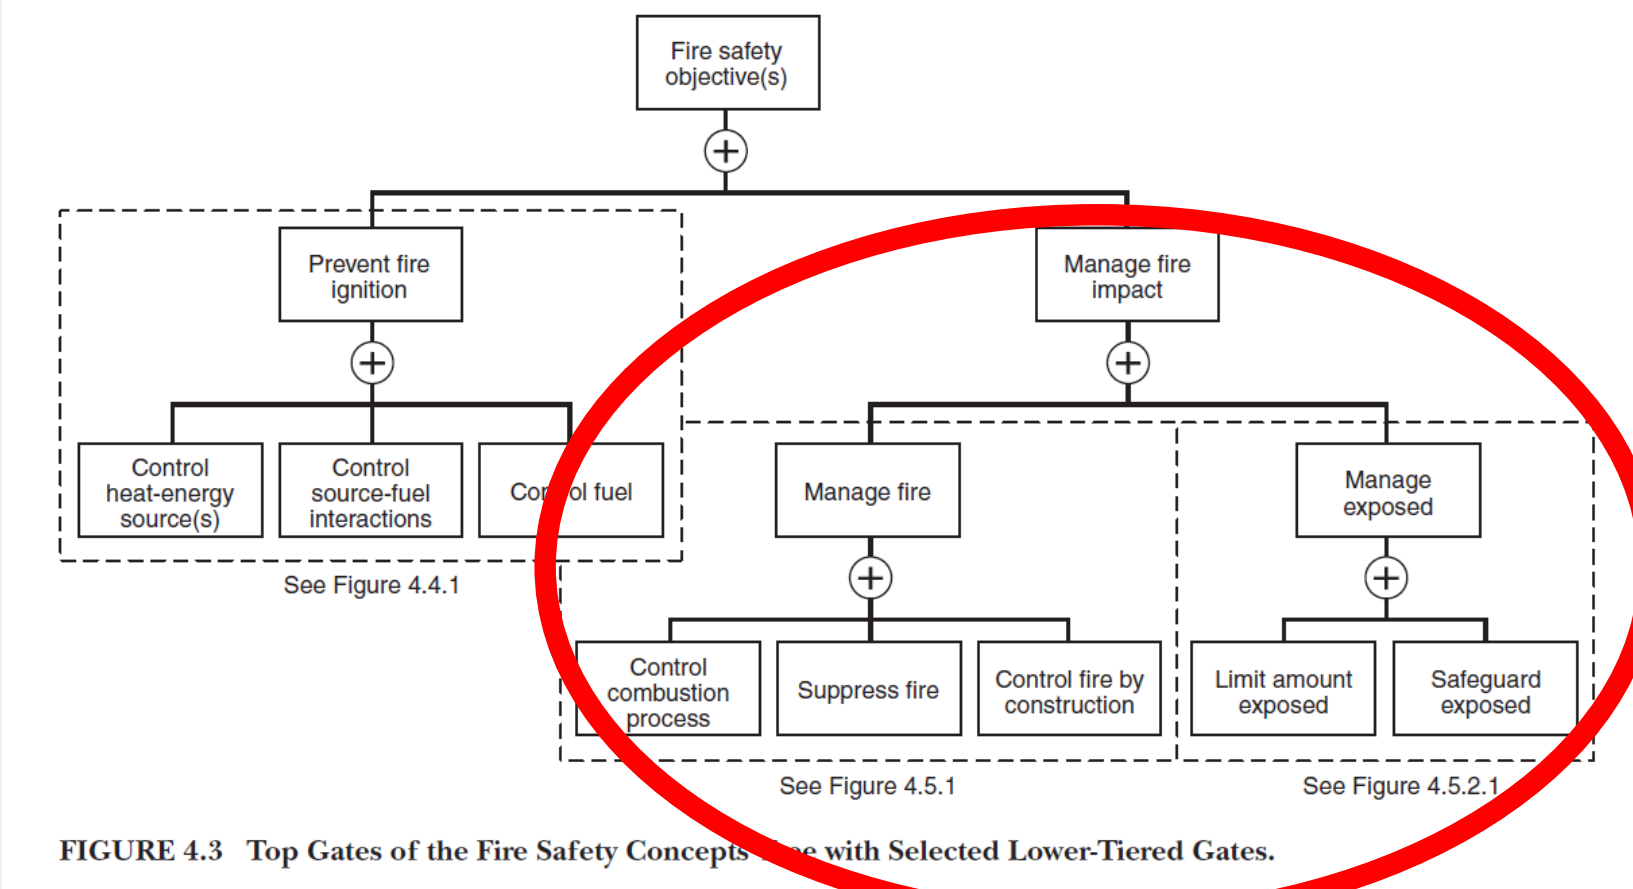 Fire safety
objective(s)
Prevent fire
ignition
Manage fire
impact
Control
heat-energy
source(s)
Control
source-fuel
interactions
fuel
Manage fire
Manage
exposed
See Figure 4.4.1
Control
combustion
process
Suppress fire
Control fire by
construction
Limit amount
exposed
Safeguard
exposed
See Figure 4.5.1
See Figure 4.5.2.1
FIGURE 4.3 Top Gates of the Fire Safety Concepts with Selected Lower-Tiered Gates.